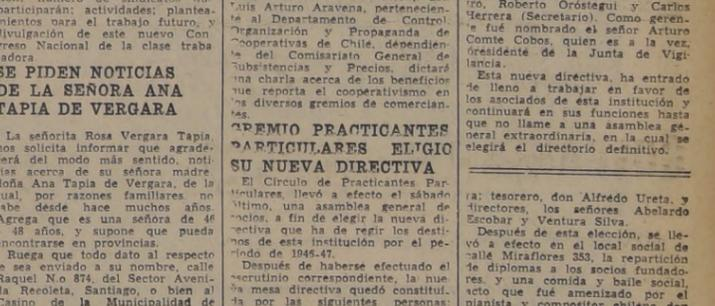 participarán; actividades; plantea
mientos para el trabajo futuro, y
divulgación de este nuevo Con
greso Nacional de la clase traba
jadora.
SE PIDEN NOTICIAS
DE LA SEÑORA ANA
TAPIA DE VERGARA
La señorita Rosa Vergara Tapia,
nos solicita informar que agrade-
cerá del modo más sentido, noti-
cias acerca de su señora madre
doña Ana Tapia de Vergara, de la
cual, por razones familiares no
sabe desde hace muchos años.
Agrega que es una señora de 46
a 48 años, y supone que pueda
encontrarse en provincias.
Ruega que todo dato al respecto
le sea enviado a su nombre, calle
Raquel N.o 874, del Sector Aveni-
da Recoleta, Santiago, o bien al
Casino de la Municipalidad de
Luis Arturo Aravena, pertenecien-
te al Departamento de Control,
Organización y Propaganda de
Cooperativas de Chile, dependien-
te del Comisariato General de
Subsistencias y Precios, dictará
una charla acerca de los beneficios
que reporta el cooperativismo en
los diversos gremios de comercian-
tes.
GREMIO PRACTICANTES
PARTICULARES ELIGIO
SU NUEVA DIRECTIVA
El Círculo de Practicantes Par-
ticulares, llevó a efecto el sábado
último, una asamblea general de
socios, a fin de elegir la nueva di-
rectiva que ha de regir los desti-
nos de esta institución por el pe-
ríodo de 1945-47.
Después de haberse efectuado el
escrutinio correspondiente, la nue-
va mesa directiva quedó constituí-
da por las siguientes personas:
Roberto Oróstegui y Carlos
Herrera (Secretario). Como geren-
te fué nombrado el señor Arturo
Comte Cobos, quien es a la vez,
presidente de la Junta de Vigi-
lancia.
Esta nueva directiva, ha entrado
de lleno a trabajar en favor de
los asociados de esta institución y
continuará en sus funciones hasta
que no llame a una asamblea ge-
neral extraordinaria, en la cual se
elegirá el directorio definitivo.
ra; tesorero, don Alfredo Ureta, y
directores, los señores Abelardo
Escobar y Ventura Silva.
Después de esta elección, se lle-
vó a efecto en el local social de
calle Miraflores 353, la repartición
de diplomas a los socios fundado-
res, y una comida y baile social,
acto que fué amenizado por el
pianista y compositor chileno don